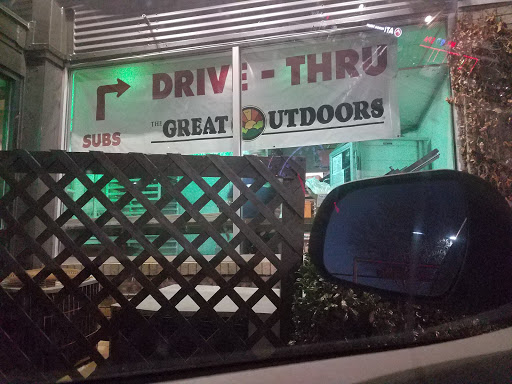 DRIVE - THRU
SUBS
THE GREAT OUTDOORS